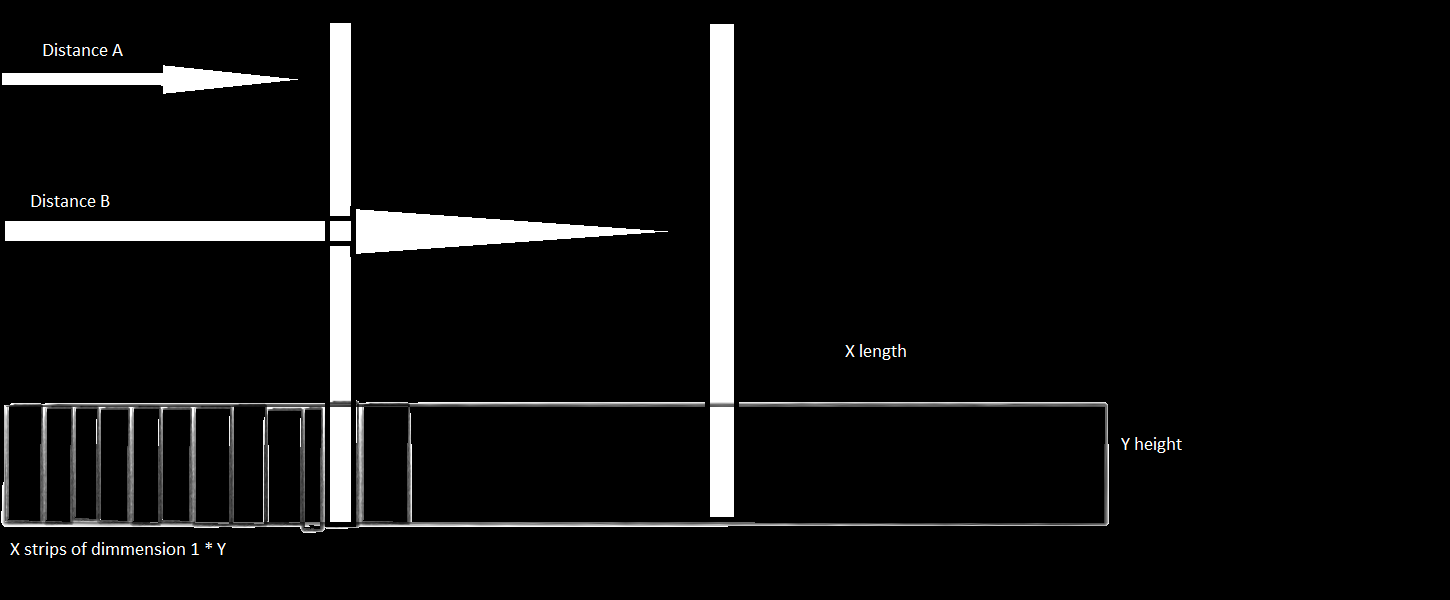 Distance A
Distance B
X length
Y height
X strips of dimmension 1 * Y